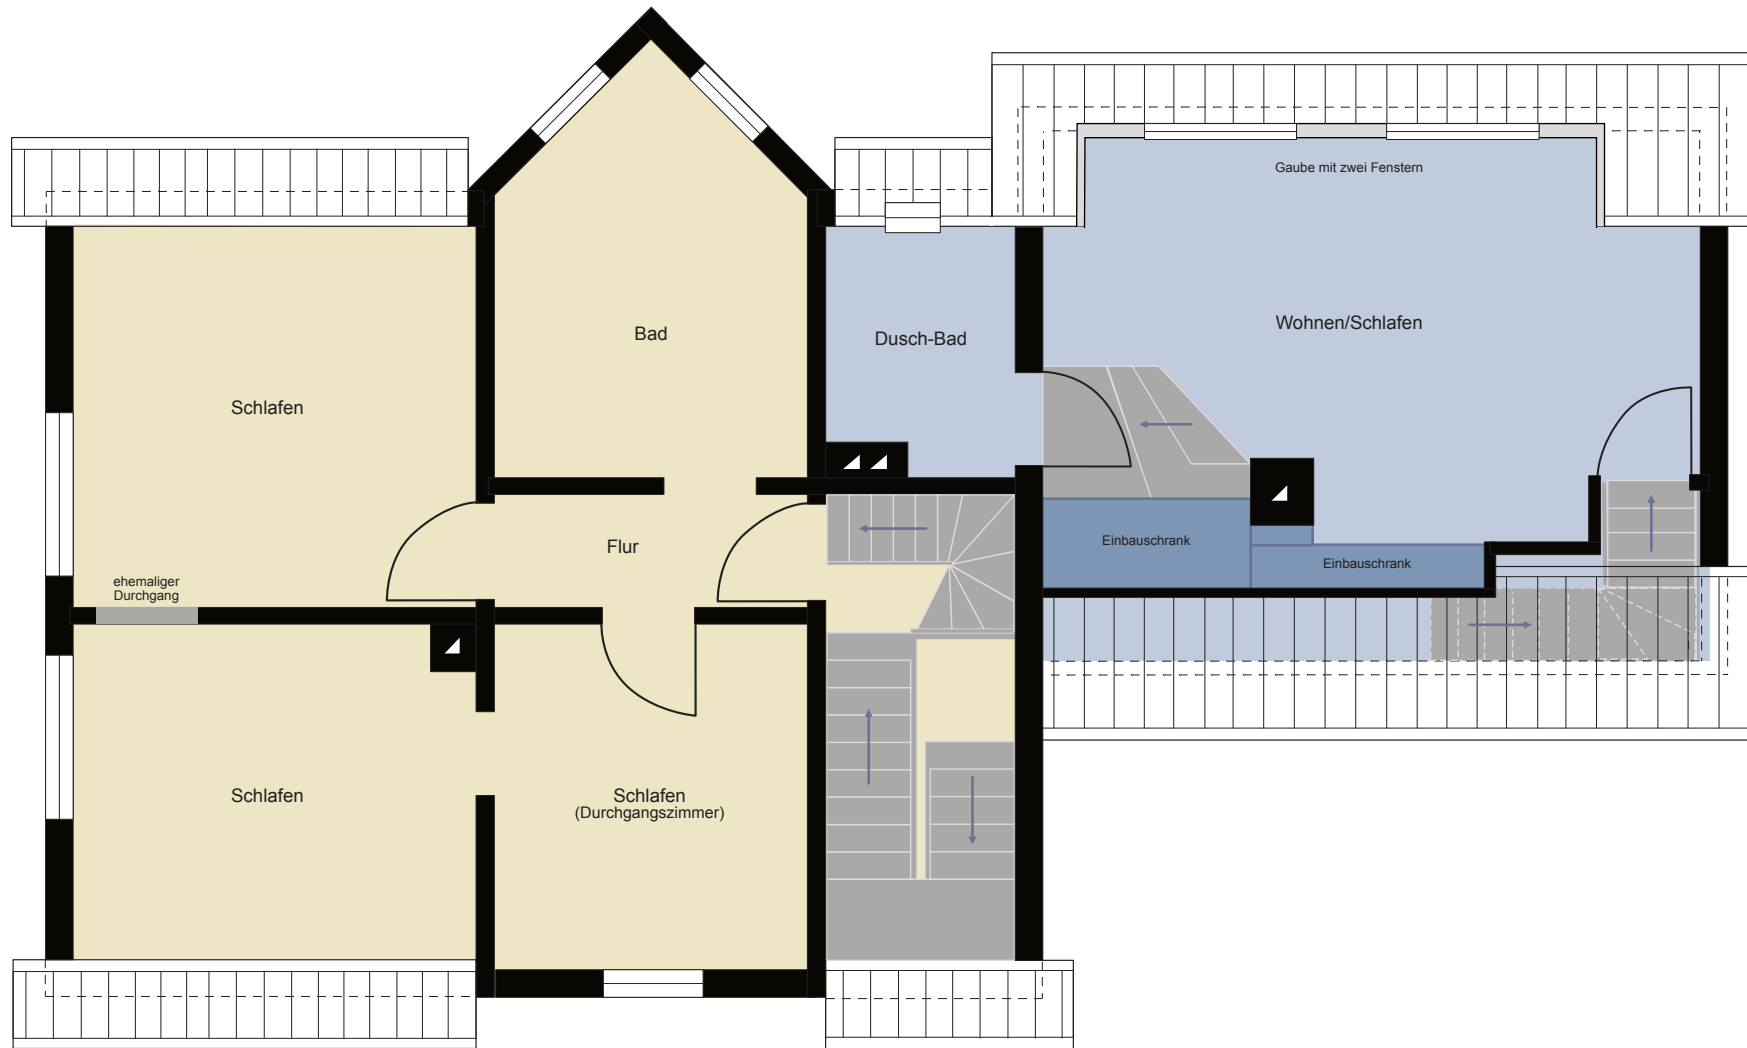 Gaube mit zwei Fenstern
Bad
Dusch-Bad
Wohnen/Schlafen
Schlafen
Flur
Einbauschrank
Einbauschrank
ehemaliger
Durchgang
Schlafen
Schlafen
(Durchgangszimmer)